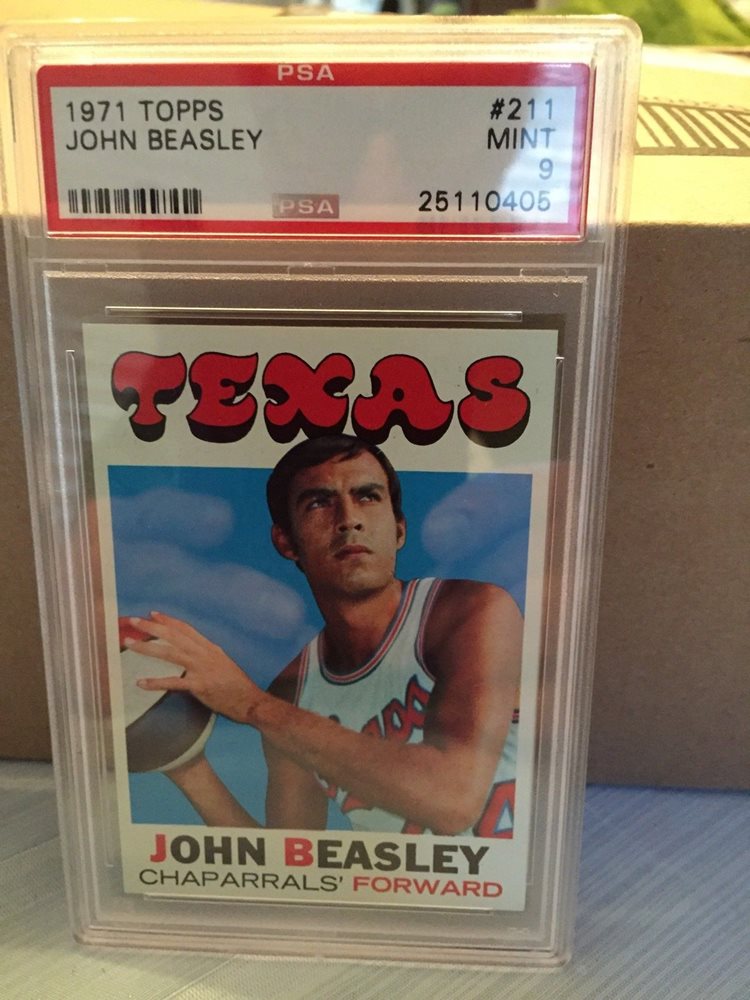 PSA
1971 TOPPS #211
JOHN BEASLEY MINT
9
PSA 25110405
TEXAS
JOHN BEASLEY
CHAPARRALS' FORWARD